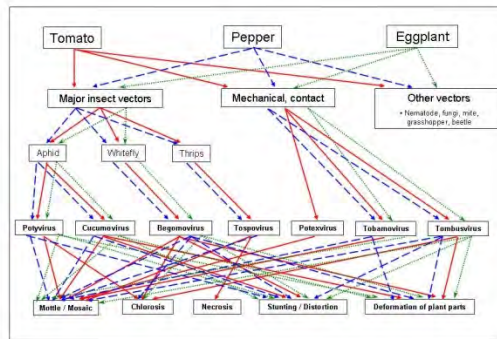 Tomato
Pepper
Eggplant
Major insect vectors
Mechanical, contact
Other vectors
• Nematode, fungi, mite,
grasshopper, beetle
Aphid
Whitefly
Thrips
Potyvirus
Cucumovirus
Begomovirus
Tospovirus
Potexvirus
Tobamovirus
Tombusvirus
Mottle / Mosaic
Chlorosis
Necrosis
Stunting / Distortion
Deformation of plant parts